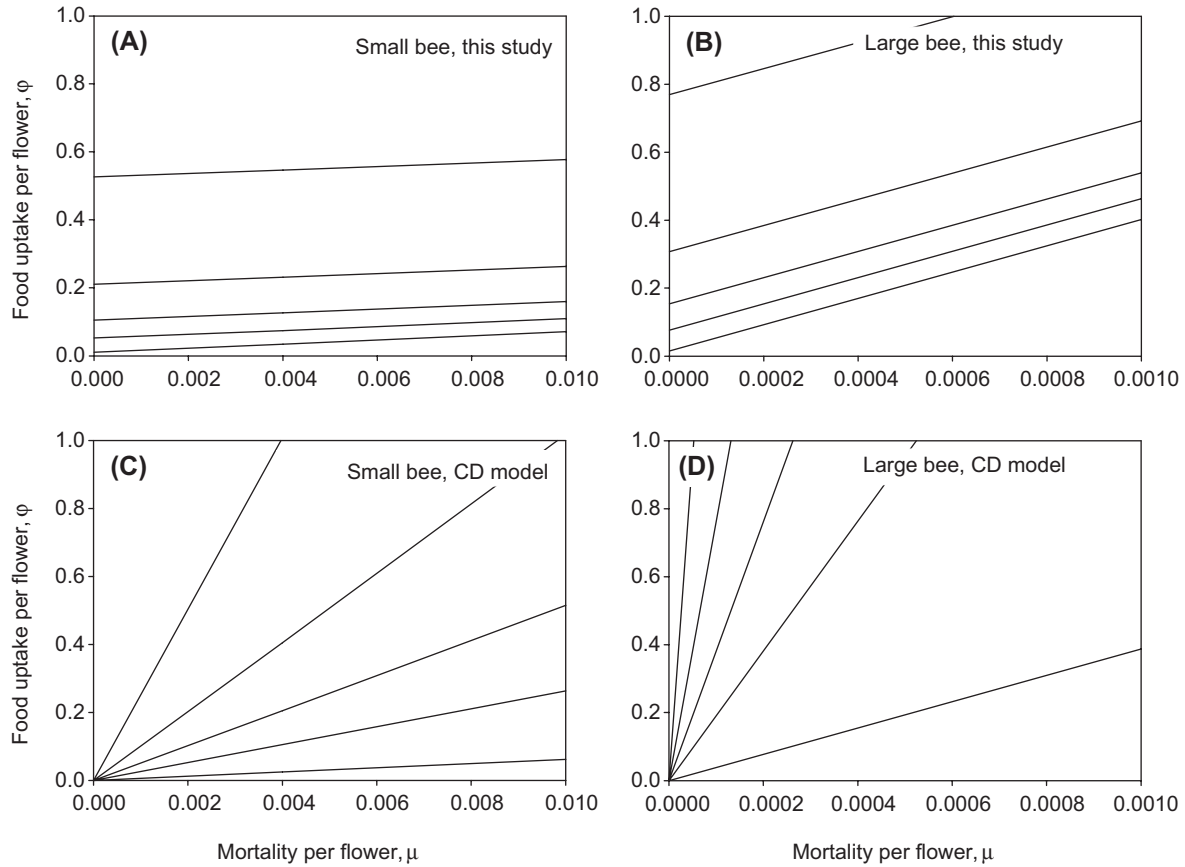 (A) Small bee, this study
(B) Large bee, this study
Food uptake per flower, φ
1.0
0.8
0.6
0.4
0.2
0.0
0.000 0.002 0.004 0.006 0.008 0.010
1.0
0.8
0.6
0.4
0.2
0.0
0.0000 0.0002 0.0004 0.0006 0.0008 0.0010
(C) Small bee, CD model
(D) Large bee, CD model
Food uptake per flower, φ
1.0
0.8
0.6
0.4
0.2
0.0
0.000 0.002 0.004 0.006 0.008 0.010
1.0
0.8
0.6
0.4
0.2
0.0
0.0000 0.0002 0.0004 0.0006 0.0008 0.0010
Mortality per flower, μ
Mortality per flower, μ